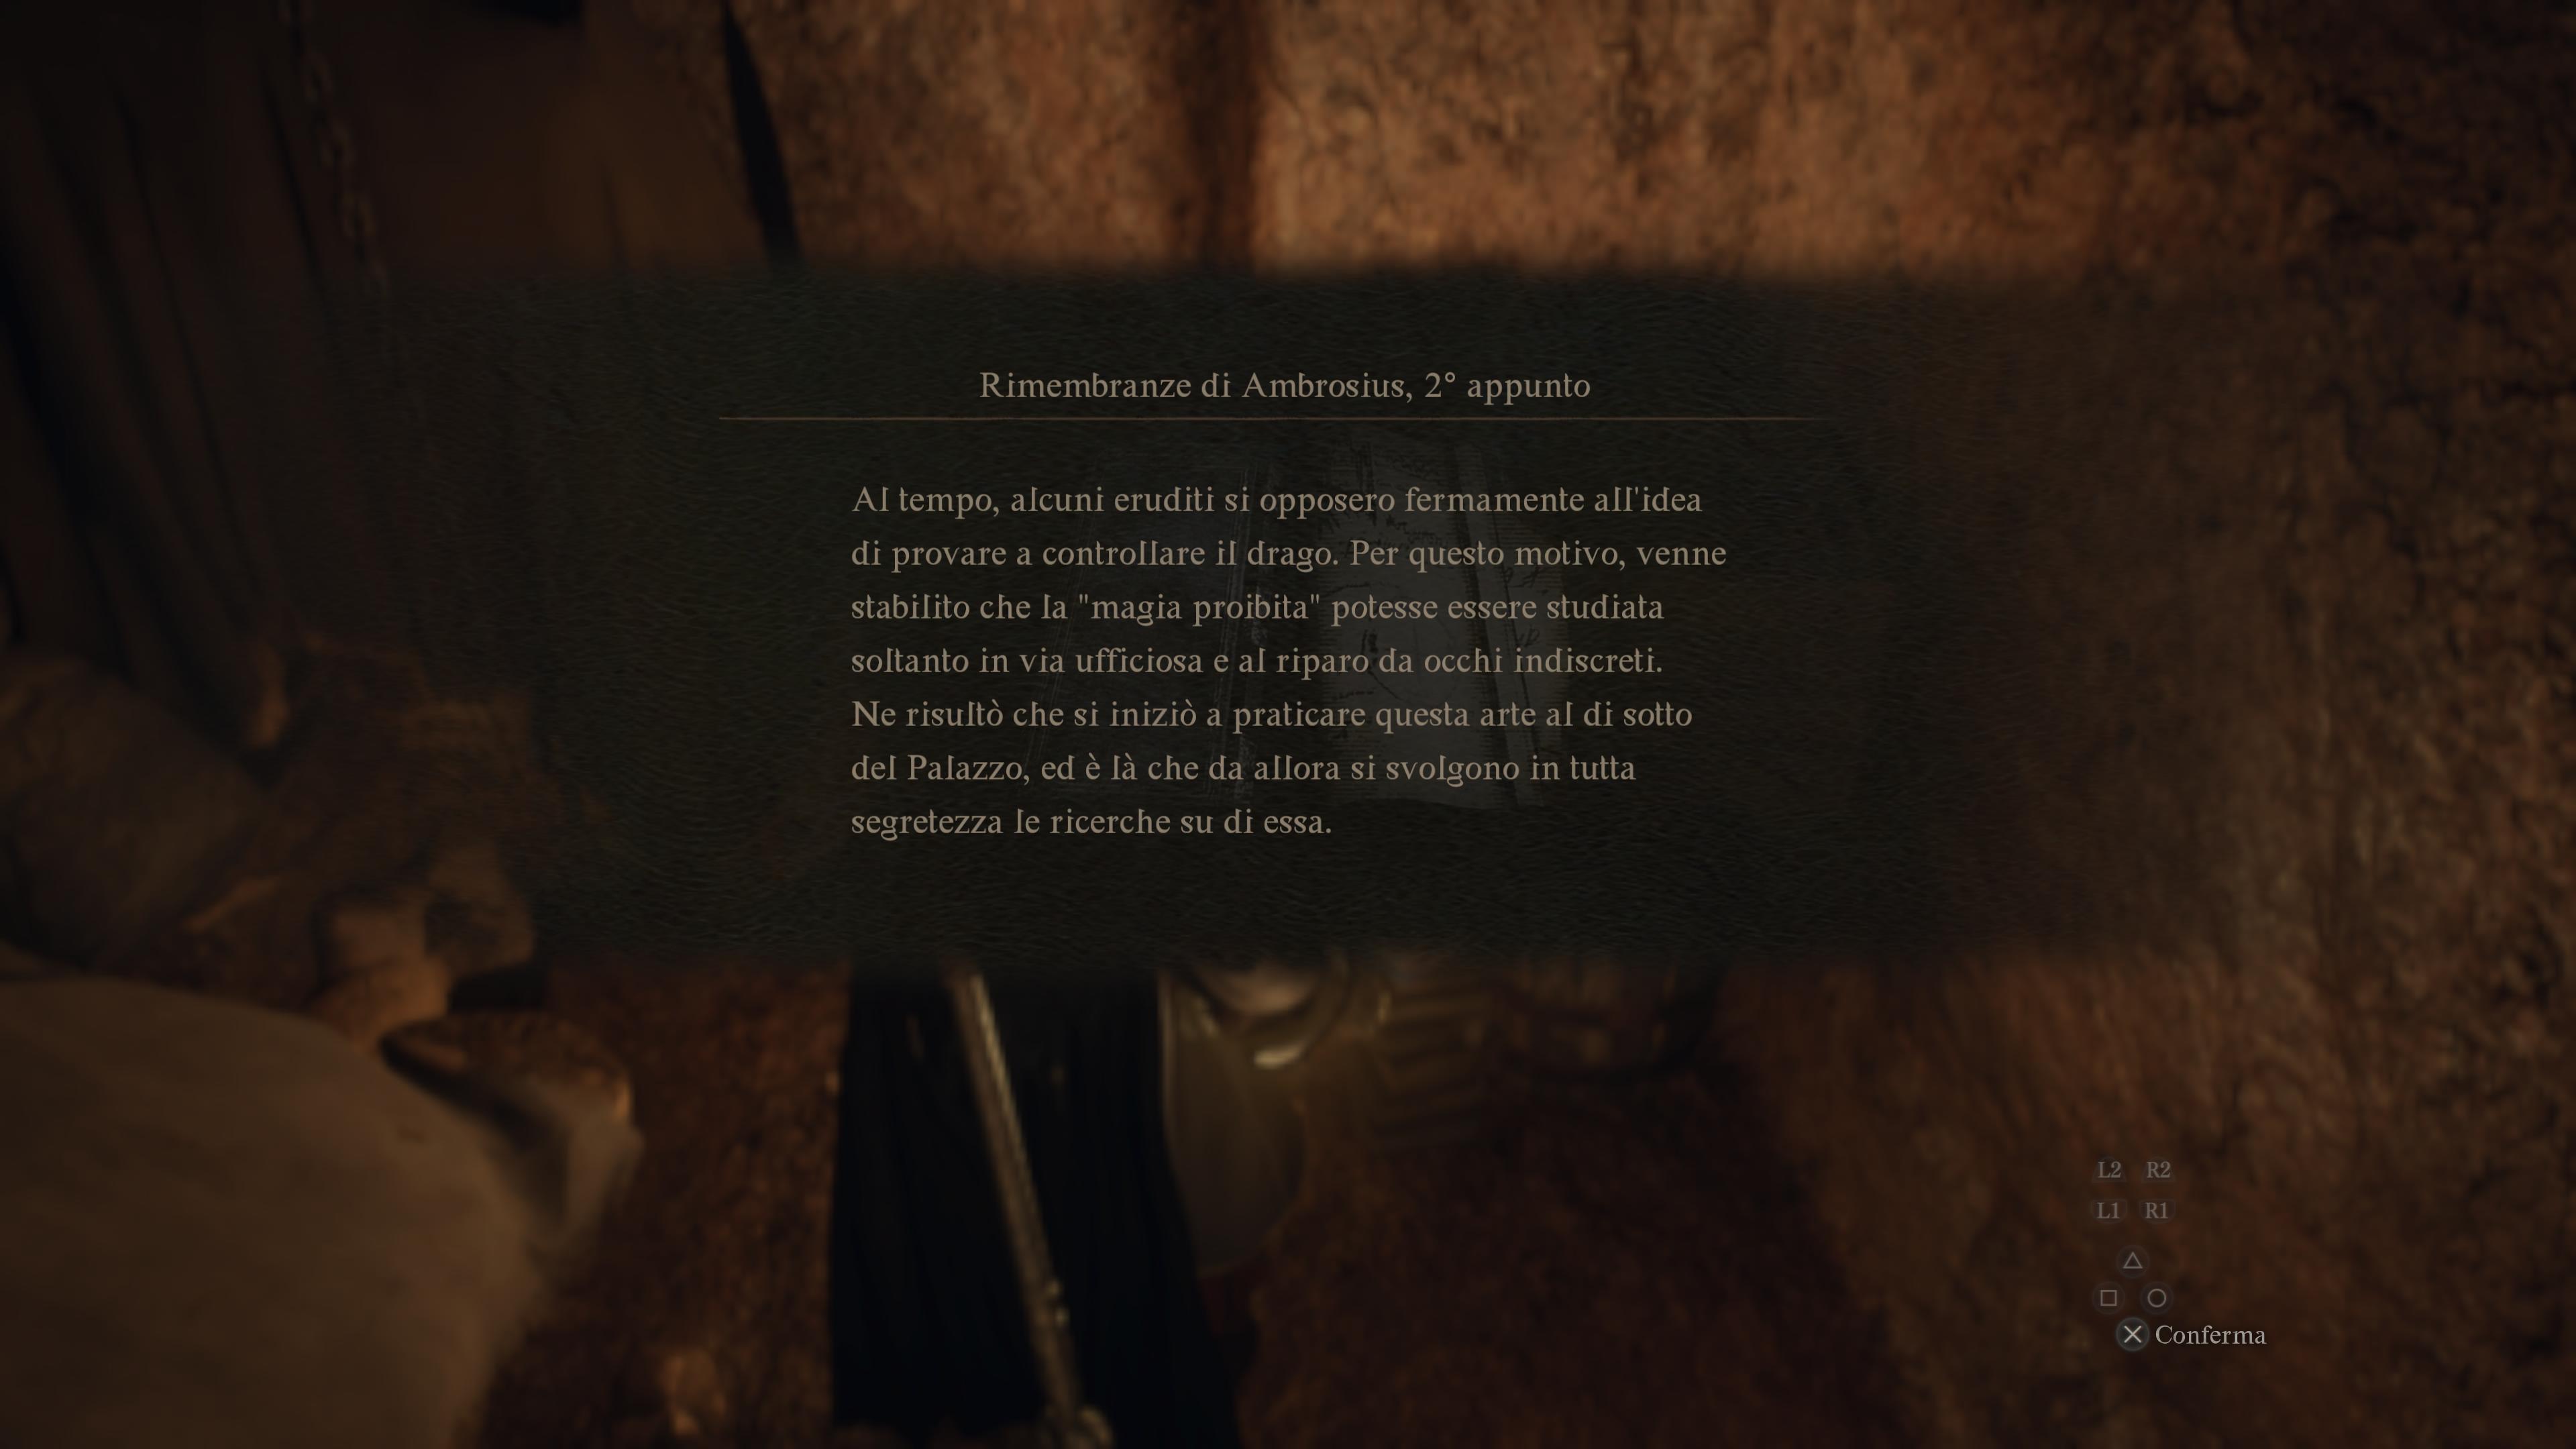 Rimembranze di Ambrosius, 2° appunto
Al tempo, alcuni eruditi si opposero fermamente all'idea
di provare a controllare il drago. Per questo motivo, venne
stabilito che la "magia proibita" potesse essere studiata
soltanto in via ufficiosa e al riparo da occhi indiscreti.
Ne risultò che si iniziò a praticare questa arte al di sotto
del Palazzo, ed è là che da allora si svolgono in tutta
segretezza le ricerche su di essa.
L2 R2
L1 R1
Conferma